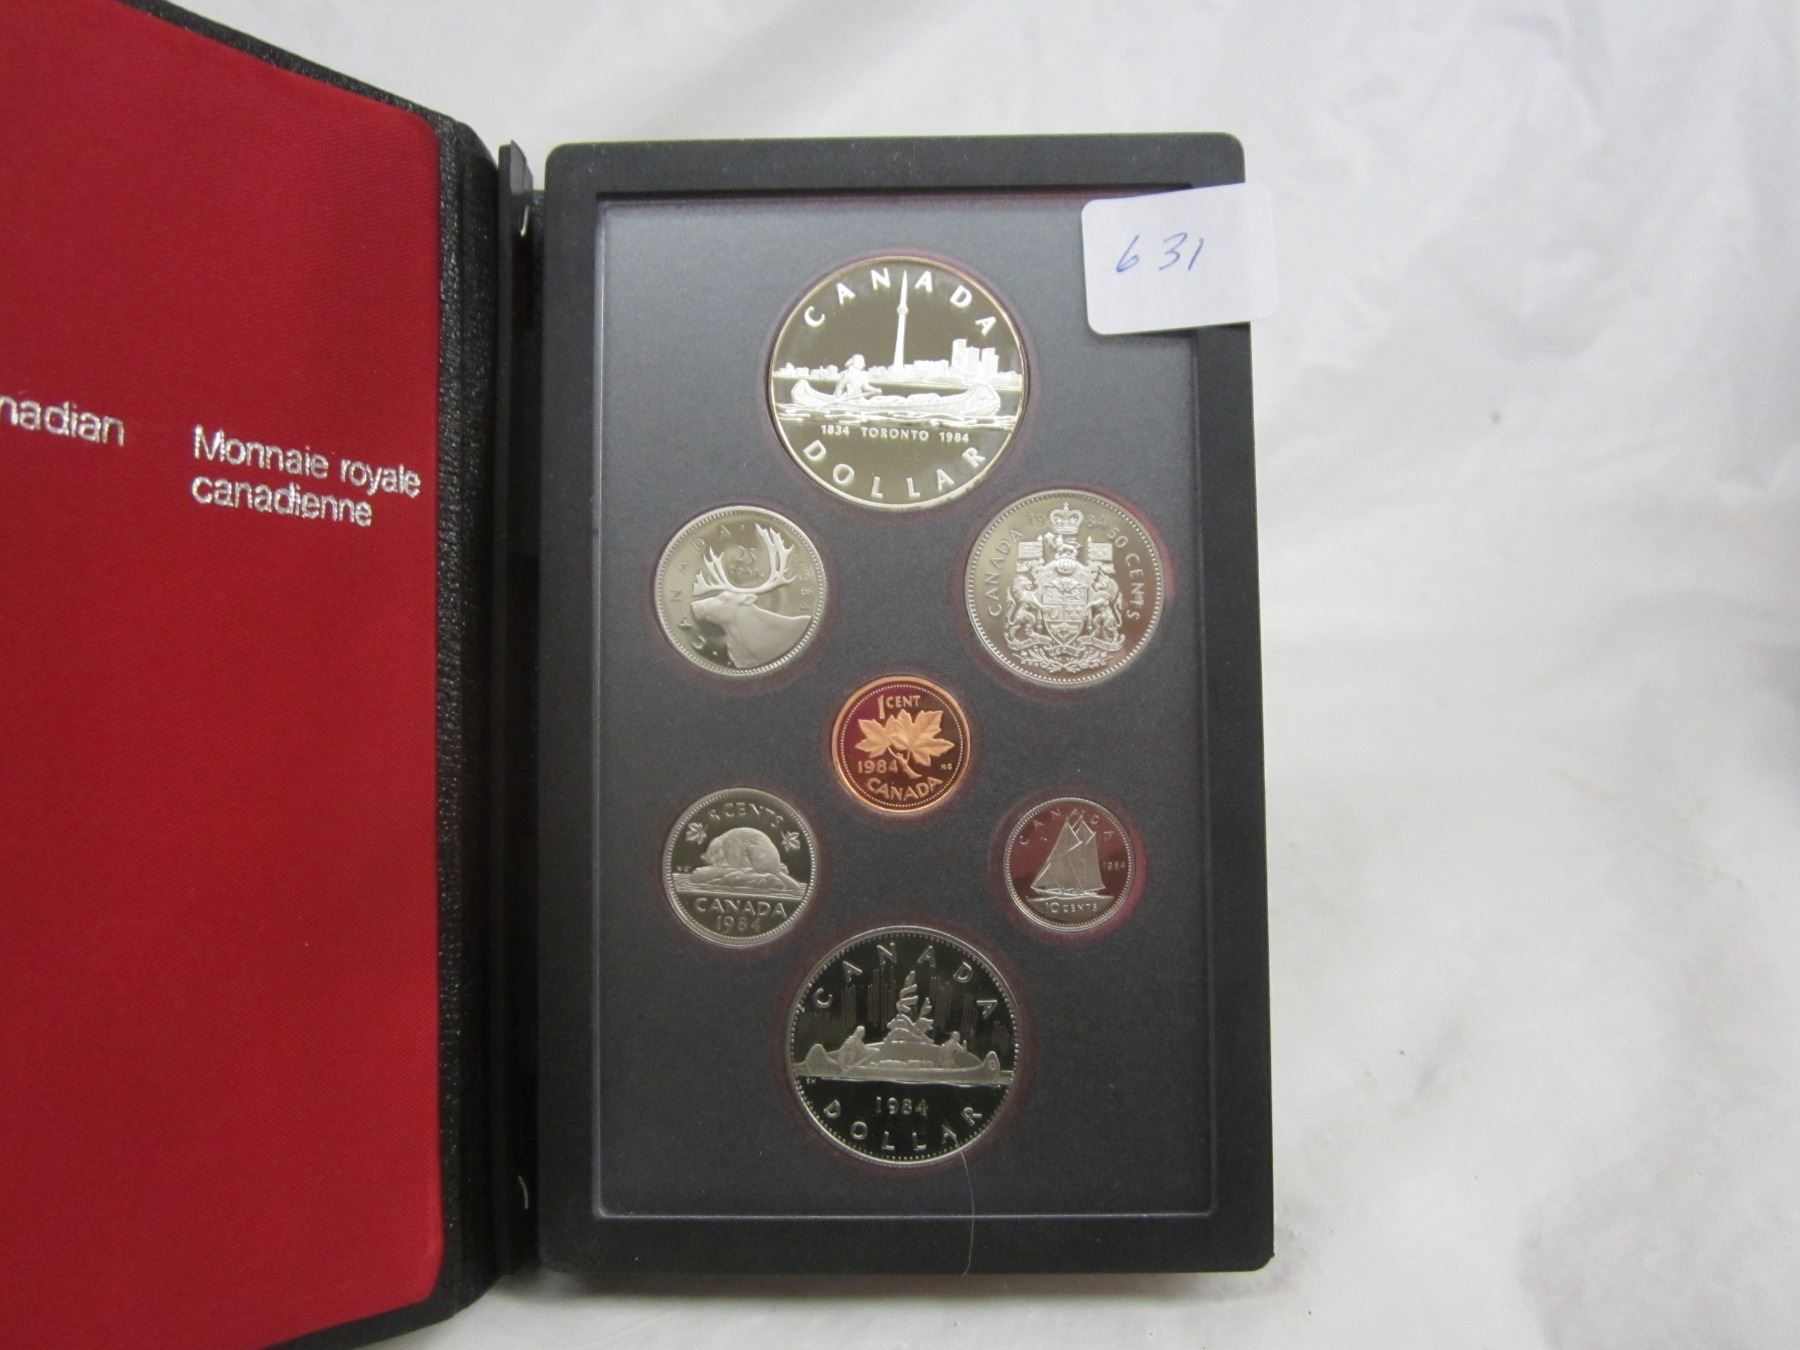 nadian
Monnaie royale
canadienne
631
CANADA
1834 TORONTO 1984
DOLLAR
CANADA
25
1984
CANADA 1984 50 CENTS
1 CENT
1984
CANADA
5 CENTS
CANADA
1984
CANADA
1984
10 CENTS
CANADA
1984
DOLLAR